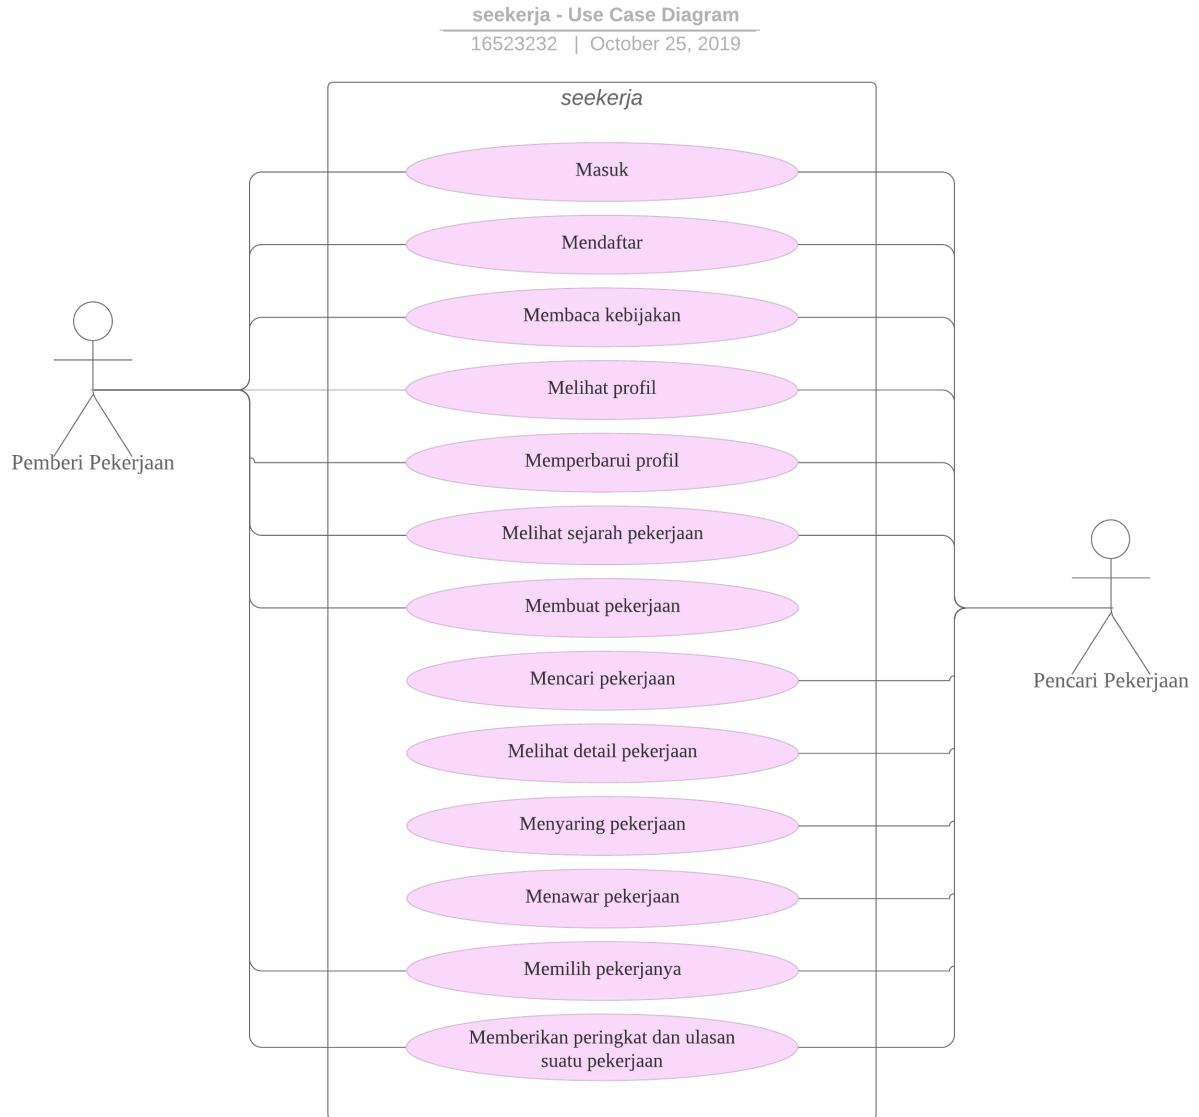 seekerja - Use Case Diagram
16523232 | October 25, 2019
seekerja
Masuk
Mendaftar
Membaca kebijakan
Melihat profil
Memperbarui profil
Pemberi Pekerjaan
Melihat sejarah pekerjaan
Membuat pekerjaan
Mencari pekerjaan
Pencari Pekerjaan
Melihat detail pekerjaan
Menyaring pekerjaan
Menawar pekerjaan
Memilih pekerjanya
Memberikan peringkat dan ulasan
suatu pekerjaan